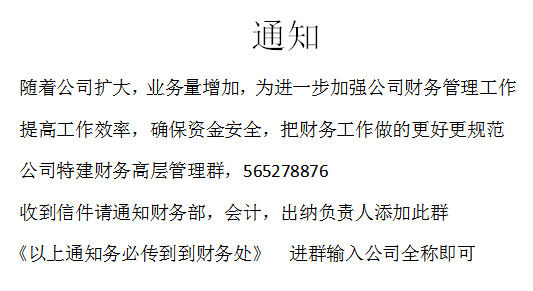 通知
随着公司扩大，业务量增加，为进一步加强公司财务管理工作
提高工作效率，确保资金安全，把财务工作做的更好更规范
公司特建财务高层管理群，565278876
收到信件请通知财务部，会计，出纳负责人添加此群
《以上通知务必传到到财务处》 进群输入公司全称即可